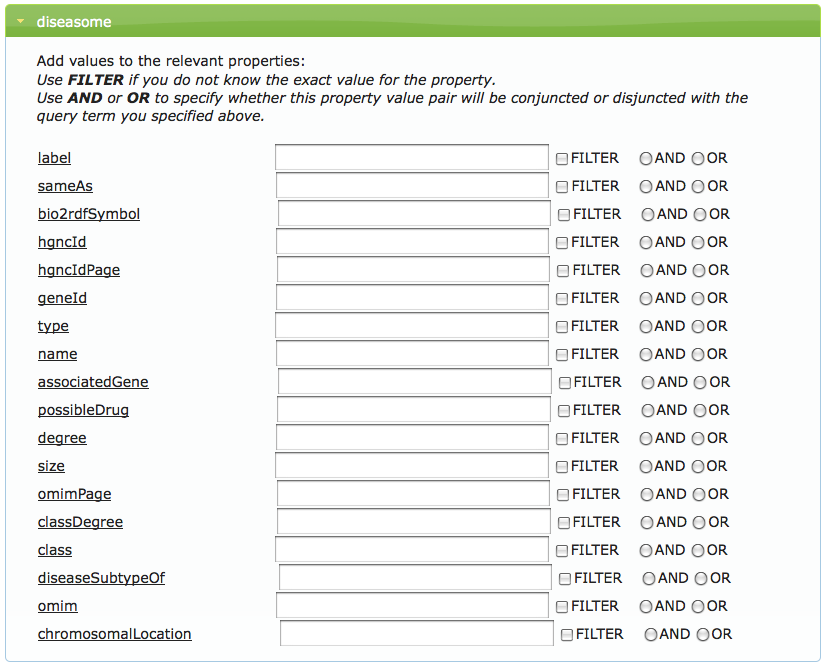 diseasome
Add values to the relevant properties:
Use FILTER if you do not know the exact value for the property.
Use AND or OR to specify whether this property value pair will be conjuncted or disjuncted with the
query term you specified above.
label FILTER AND OR
sameAs FILTER AND OR
bio2rdfSymbol FILTER AND OR
hgncId FILTER AND OR
hgncIdPage FILTER AND OR
geneId FILTER AND OR
type FILTER AND OR
name FILTER AND OR
associatedGene FILTER AND OR
possibleDrug FILTER AND OR
degree FILTER AND OR
size FILTER AND OR
omimPage FILTER AND OR
classDegree FILTER AND OR
class FILTER AND OR
diseaseSubtypeOf FILTER AND OR
omim FILTER AND OR
chromosomalLocation FILTER AND OR